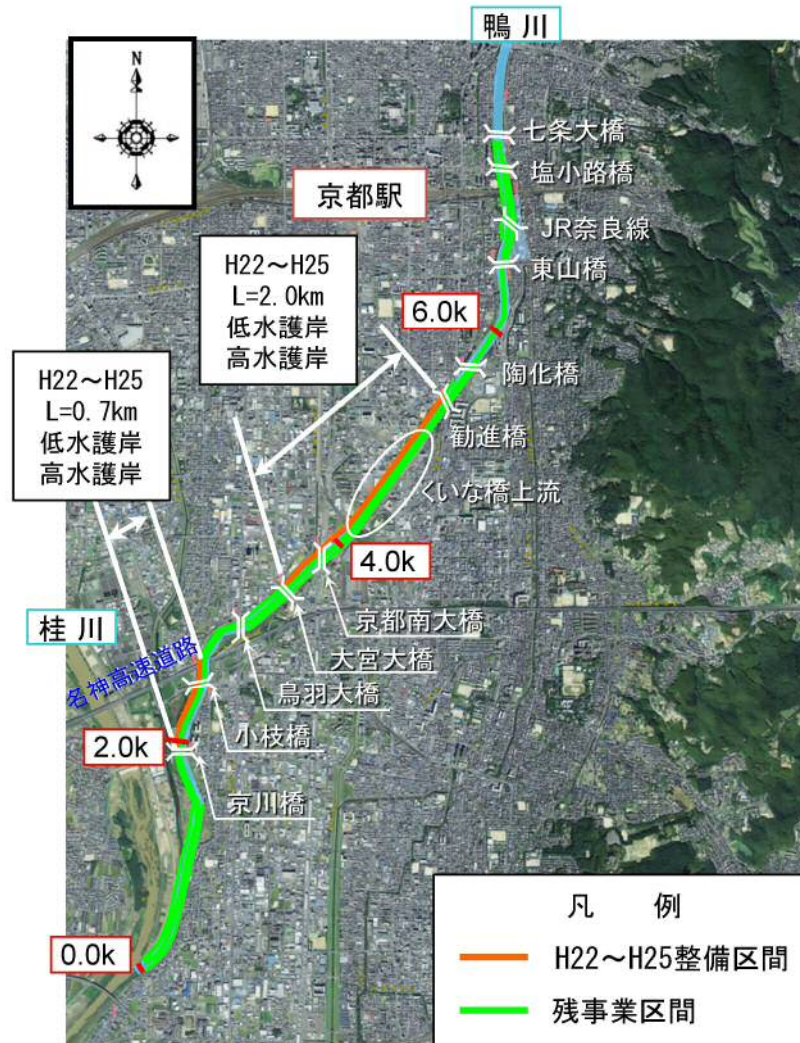 鴨川
N
七条大橋
塩小路橋
京都駅
JR奈良線
東山橋
H22～H25
L=2.0km
低水護岸
高水護岸
6.0k
陶化橋
H22～H25
L=0.7km
低水護岸
高水護岸
勧進橋
くいな橋上流
4.0k
京都南大橋
桂川
大宮大橋
名神高速道路
鳥羽大橋
小枝橋
2.0k
京川橋
0.0k
凡　例
H22～H25整備区間
残事業区間